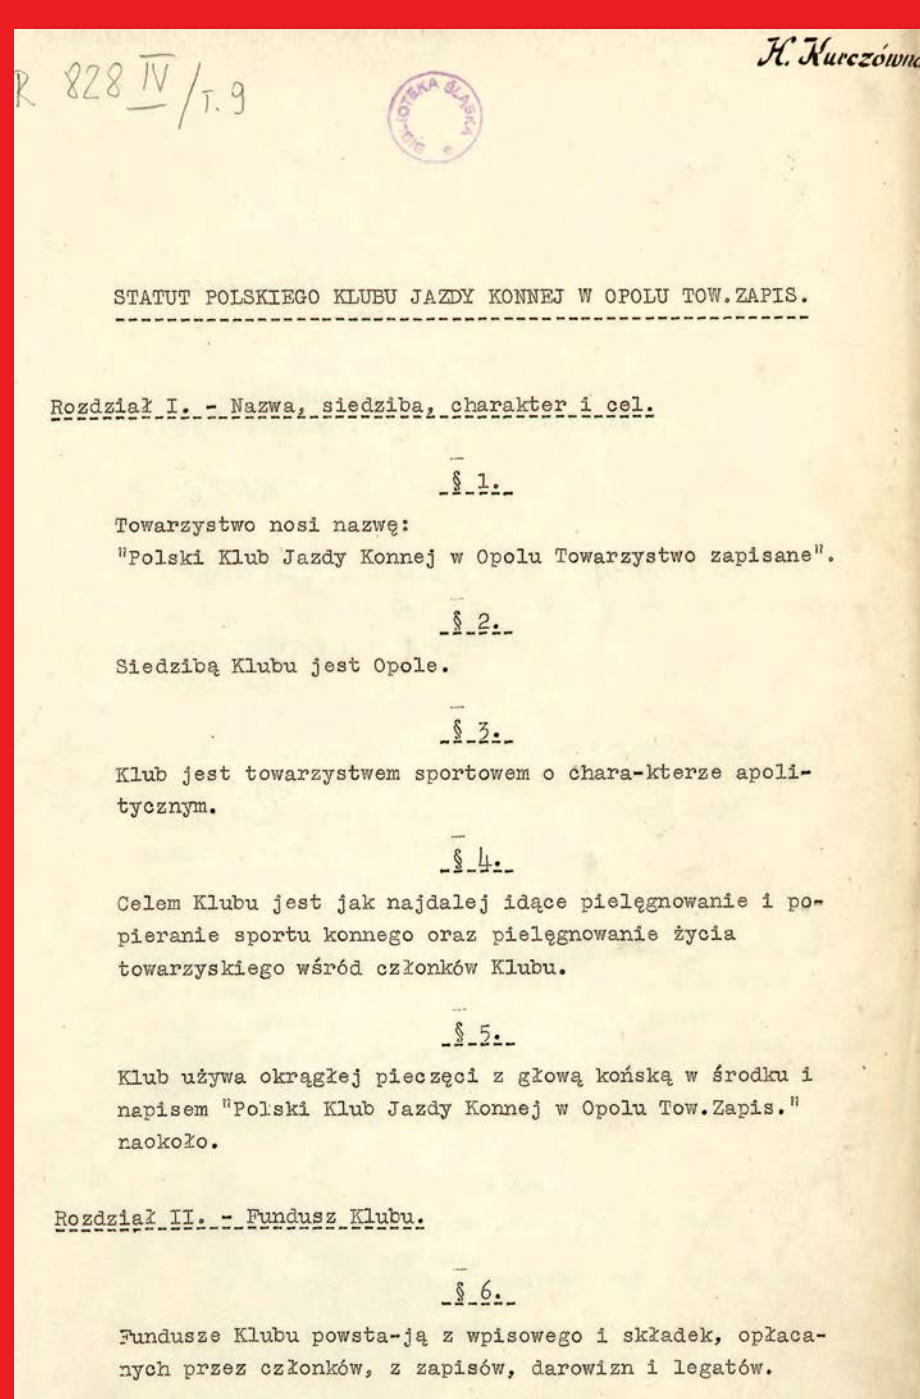 H. Kurczówna
R 828 IV/T. 9
BIBLIOTEKA ŚLĄSKA
STATUT POLSKIEGO KLUBU JAZDY KONNEJ W OPOLU TOW.ZAPIS.
Rozdział I. - Nazwa, siedziba, charakter i cel.
§ 1.
Towarzystwo nosi nazwę:
"Polski Klub Jazdy Konnej w Opolu Towarzystwo zapisane".
§ 2.
Siedzibą Klubu jest Opole.
§ 3.
Klub jest towarzystwem sportowem o chara-kterze apoli-
tycznym.
§ 4.
Celem Klubu jest jak najdalej idące pielęgnowanie i po-
pieranie sportu konnego oraz pielęgnowanie życia
towarzyskiego wśród członków Klubu.
§ 5.
Klub używa okrągłej pieczęci z głową końską w środku i
napisem "Polski Klub Jazdy Konnej w Opolu Tow.Zapis."
naokoło.
Rozdział II. - Fundusz Klubu.
§ 6.
Fundusze Klubu powsta-ją z wpisowego i składek, opłaca-
nych przez członków, z zapisów, darowizn i legatów.